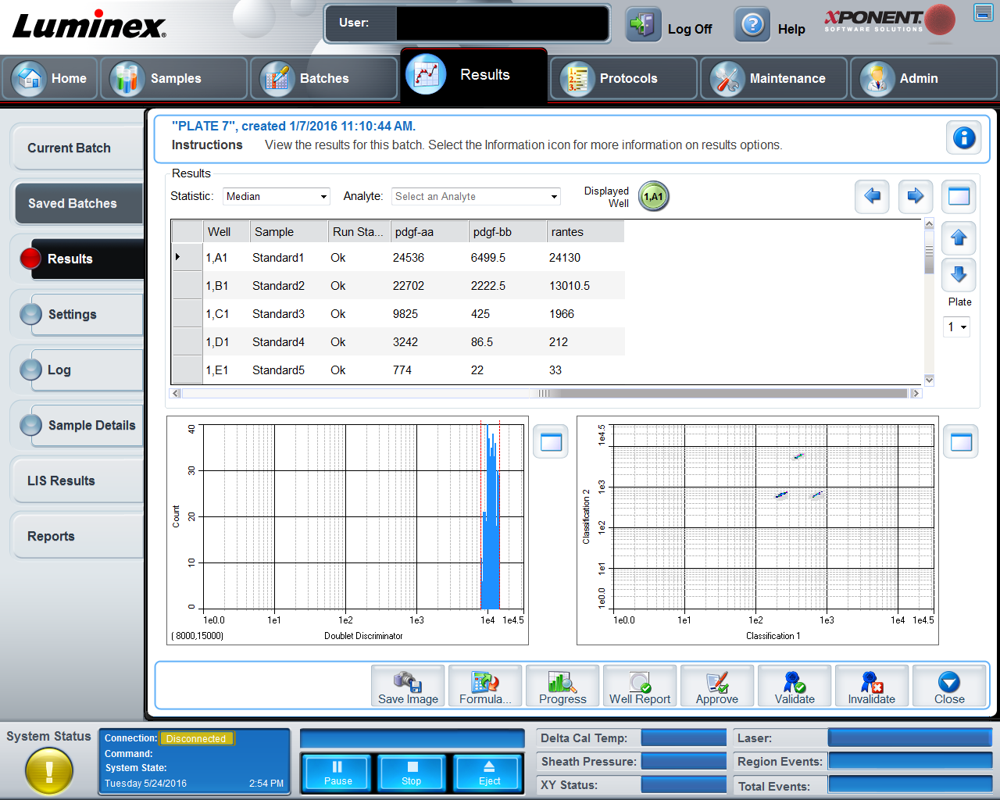 Luminex
User:
Log Off
Help
XPONENT
SOFTWARE SOLUTIONS
Home
Samples
Batches
Results
Protocols
Maintenance
Admin
Current Batch
Saved Batches
Results
Settings
Log
Sample Details
LIS Results
Reports
"PLATE 7", created 1/7/2016 11:10:44 AM.
Instructions View the results for this batch. Select the Information icon for more information on results options.
Results
Statistic: Median Analyte: Select an Analyte Displayed Well 1,A1
Well Sample Run Sta... pdgf-aa pdgf-bb rantes
1,A1 Standard1 Ok 24536 6499.5 24130
1,B1 Standard2 Ok 22702 2222.5 13010.5
1,C1 Standard3 Ok 9825 425 1966
1,D1 Standard4 Ok 3242 86.5 212
1,E1 Standard5 Ok 774 22 33
Plate
1
40
30
20
10
0
Count
1e0.0 1e1 1e2 1e3 1e4 1e4.5
( 8000,15000) Doublet Discriminator
1e4.5
1e3
1e2
1e1
1e0.0
Classification 2
1e0.0 1e1 1e2 1e3 1e4 1e4.5
Classification 1
Save Image
Formula...
Progress
Well Report
Approve
Validate
Invalidate
Close
System Status
Connection: Disconnected
Command:
System State:
Tuesday 5/24/2016 2:54 PM
Pause
Stop
Eject
Delta Cal Temp:
Sheath Pressure:
XY Status:
Laser:
Region Events:
Total Events: